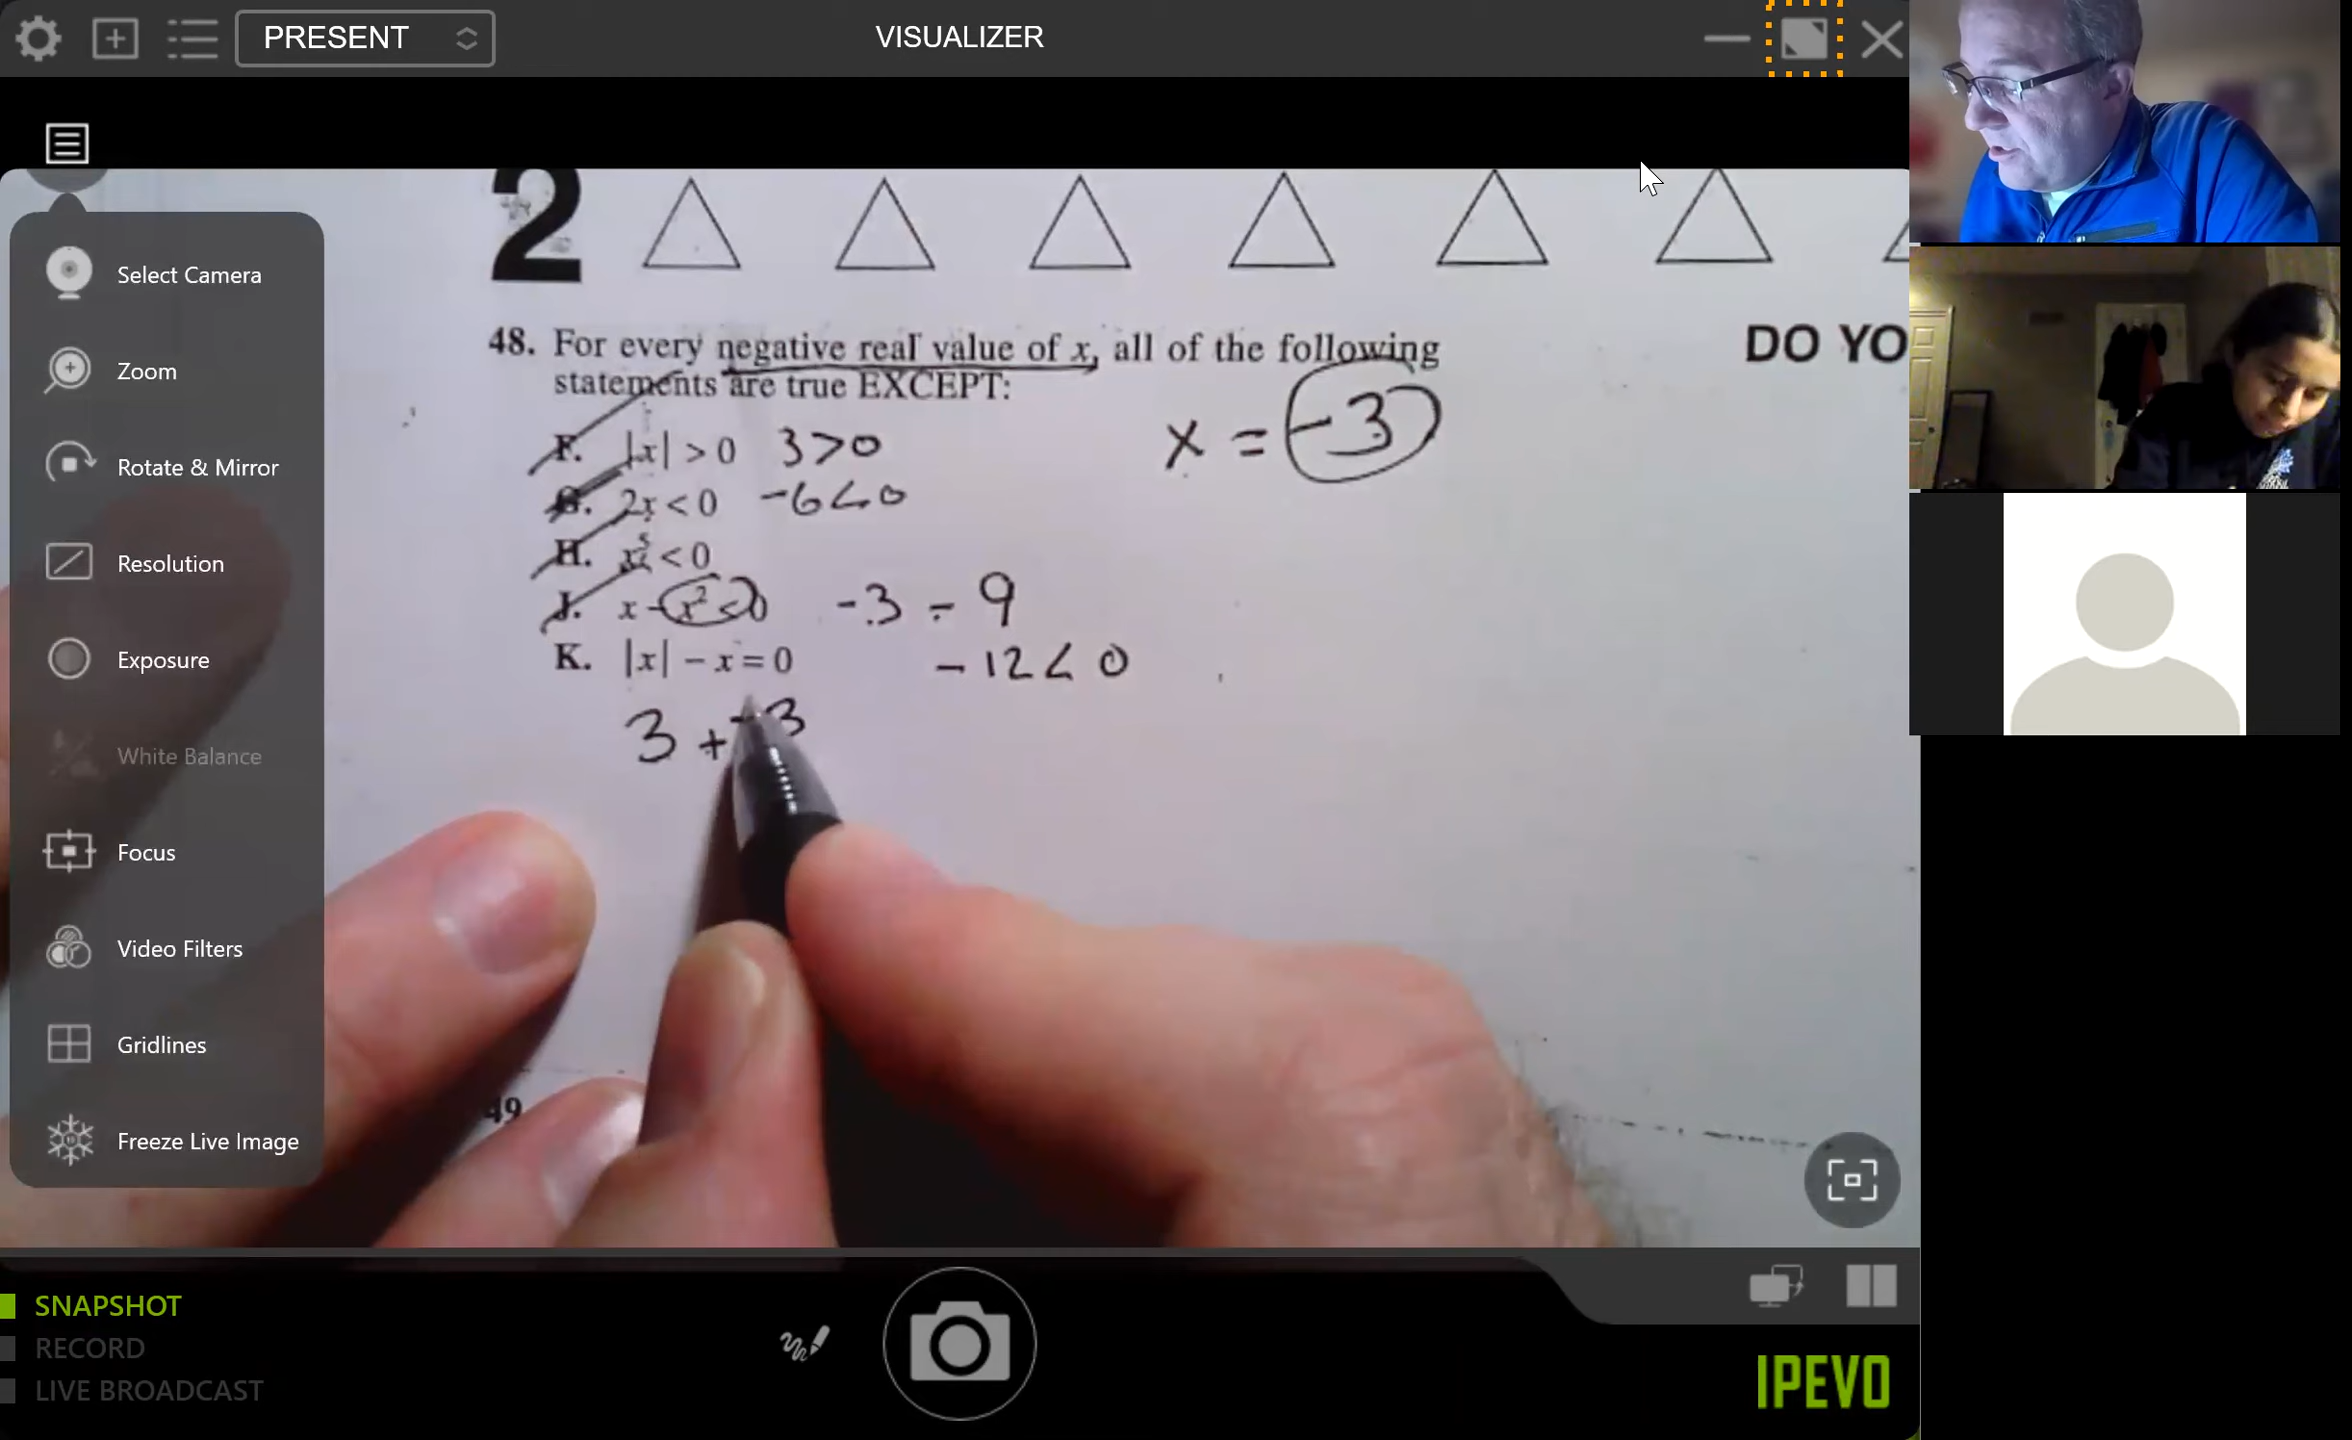 PRESENT
VISUALIZER
Select Camera
Zoom
Rotate & Mirror
Resolution
Exposure
White Balance
Focus
Video Filters
Gridlines
Freeze Live Image
2
48. For every negative real value of x, all of the following
statements are true EXCEPT:
x = -3
F. |x| > 0 3>0
G. 2x < 0 -6<0
H. x⁵ < 0
J. x - x² < 0 -3 - 9
K. |x| - x = 0 -12 < 0
3 + -3
49
DO YO
SNAPSHOT
RECORD
LIVE BROADCAST
IPEVO